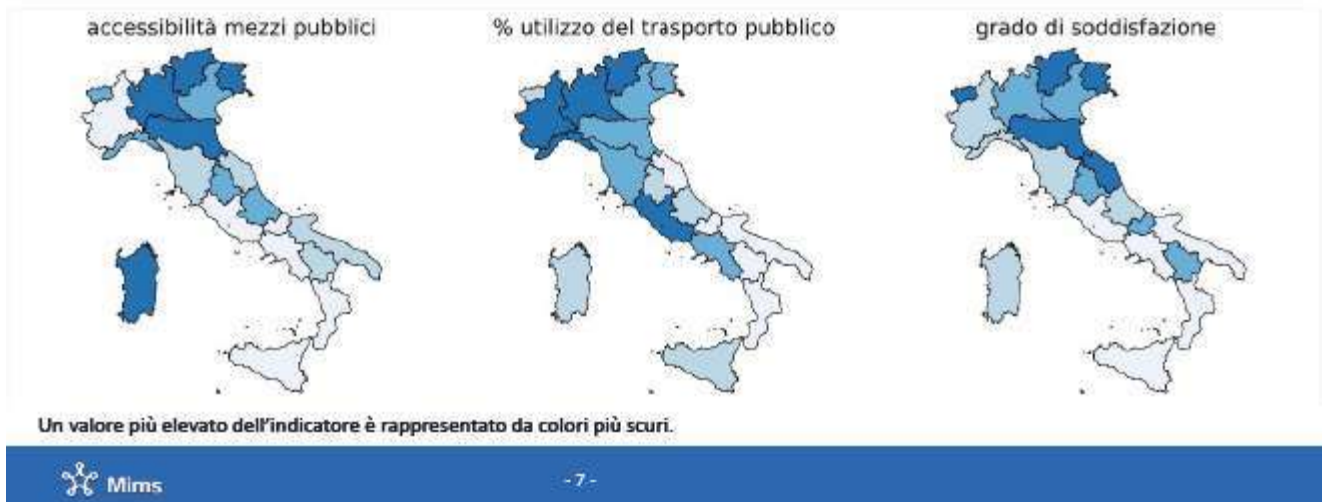 accessibilità mezzi pubblici
% utilizzo del trasporto pubblico
grado di soddisfazione
Un valore più elevato dell'indicatore è rappresentato da colori più scuri.
Mims
- 7 -